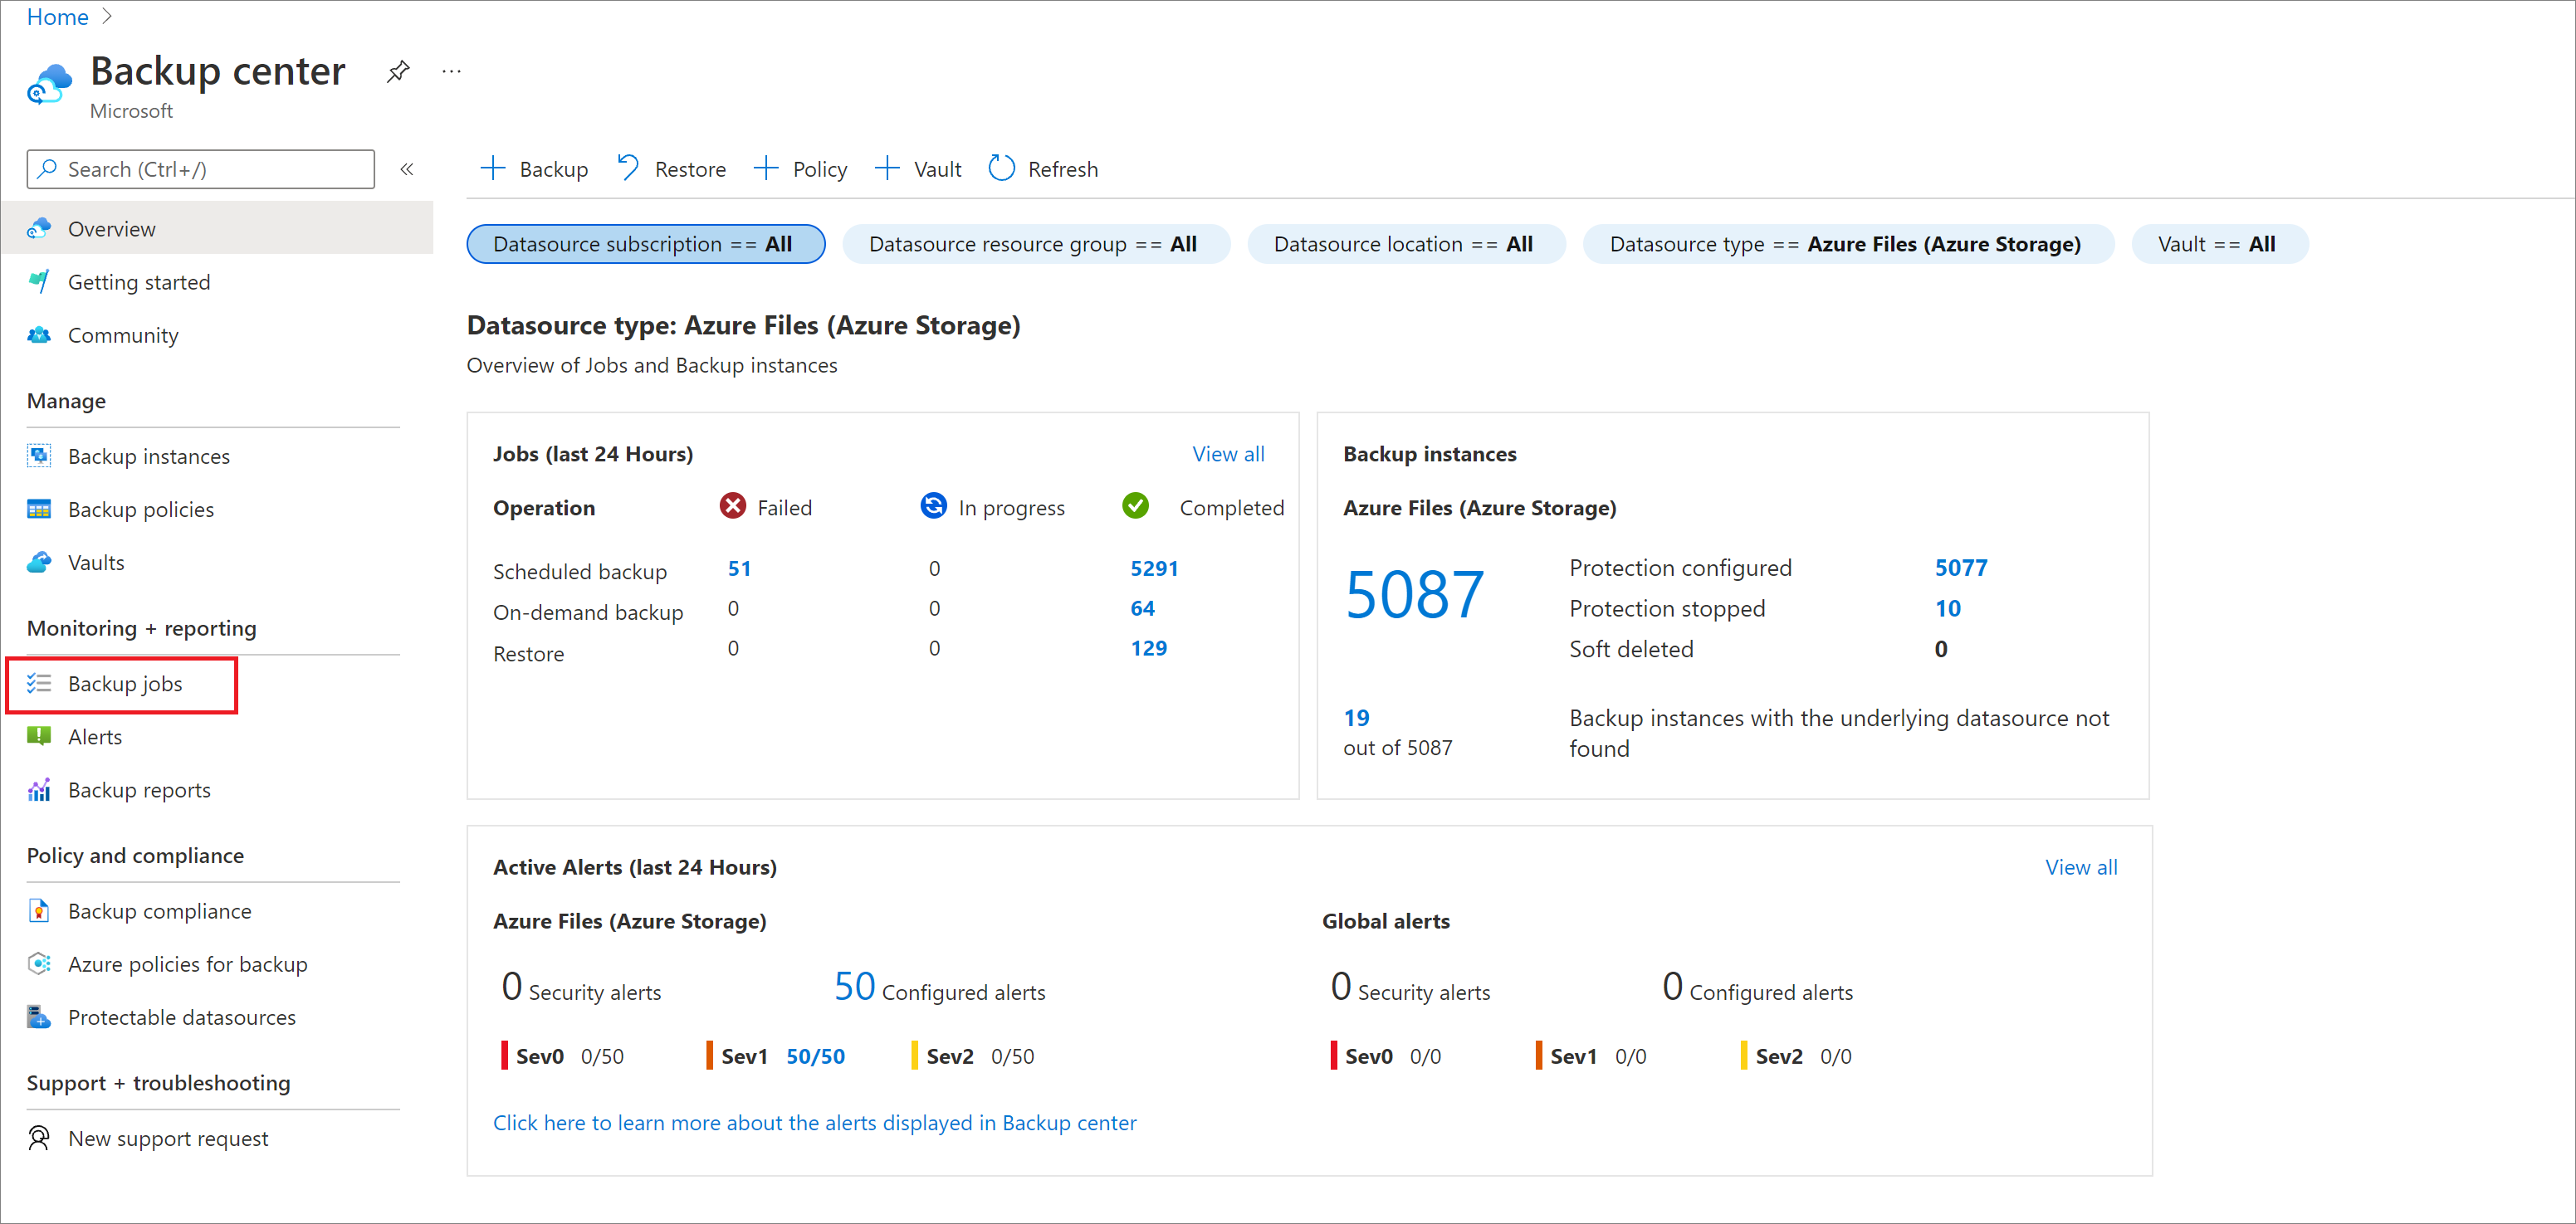 Home
Backup center
Microsoft
Search (Ctrl+/)
Overview
Getting started
Community
Manage
Backup instances
Backup policies
Vaults
Monitoring + reporting
Backup jobs
Alerts
Backup reports
Policy and compliance
Backup compliance
Azure policies for backup
Protectable datasources
Support + troubleshooting
New support request
Backup Restore Policy Vault Refresh
Datasource subscription == All Datasource resource group == All Datasource location == All Datasource type == Azure Files (Azure Storage) Vault == All
Datasource type: Azure Files (Azure Storage)
Overview of Jobs and Backup instances
Jobs (last 24 Hours) View all
Operation Failed In progress Completed
Scheduled backup 51 0 5291
On-demand backup 0 0 64
Restore 0 0 129
Backup instances
Azure Files (Azure Storage)
5087
Protection configured 5077
Protection stopped 10
Soft deleted 0
19
out of 5087
Backup instances with the underlying datasource not
found
Active Alerts (last 24 Hours) View all
Azure Files (Azure Storage)
0 Security alerts 50 Configured alerts
Sev0 0/50 Sev1 50/50 Sev2 0/50
Global alerts
0 Security alerts 0 Configured alerts
Sev0 0/0 Sev1 0/0 Sev2 0/0
Click here to learn more about the alerts displayed in Backup center